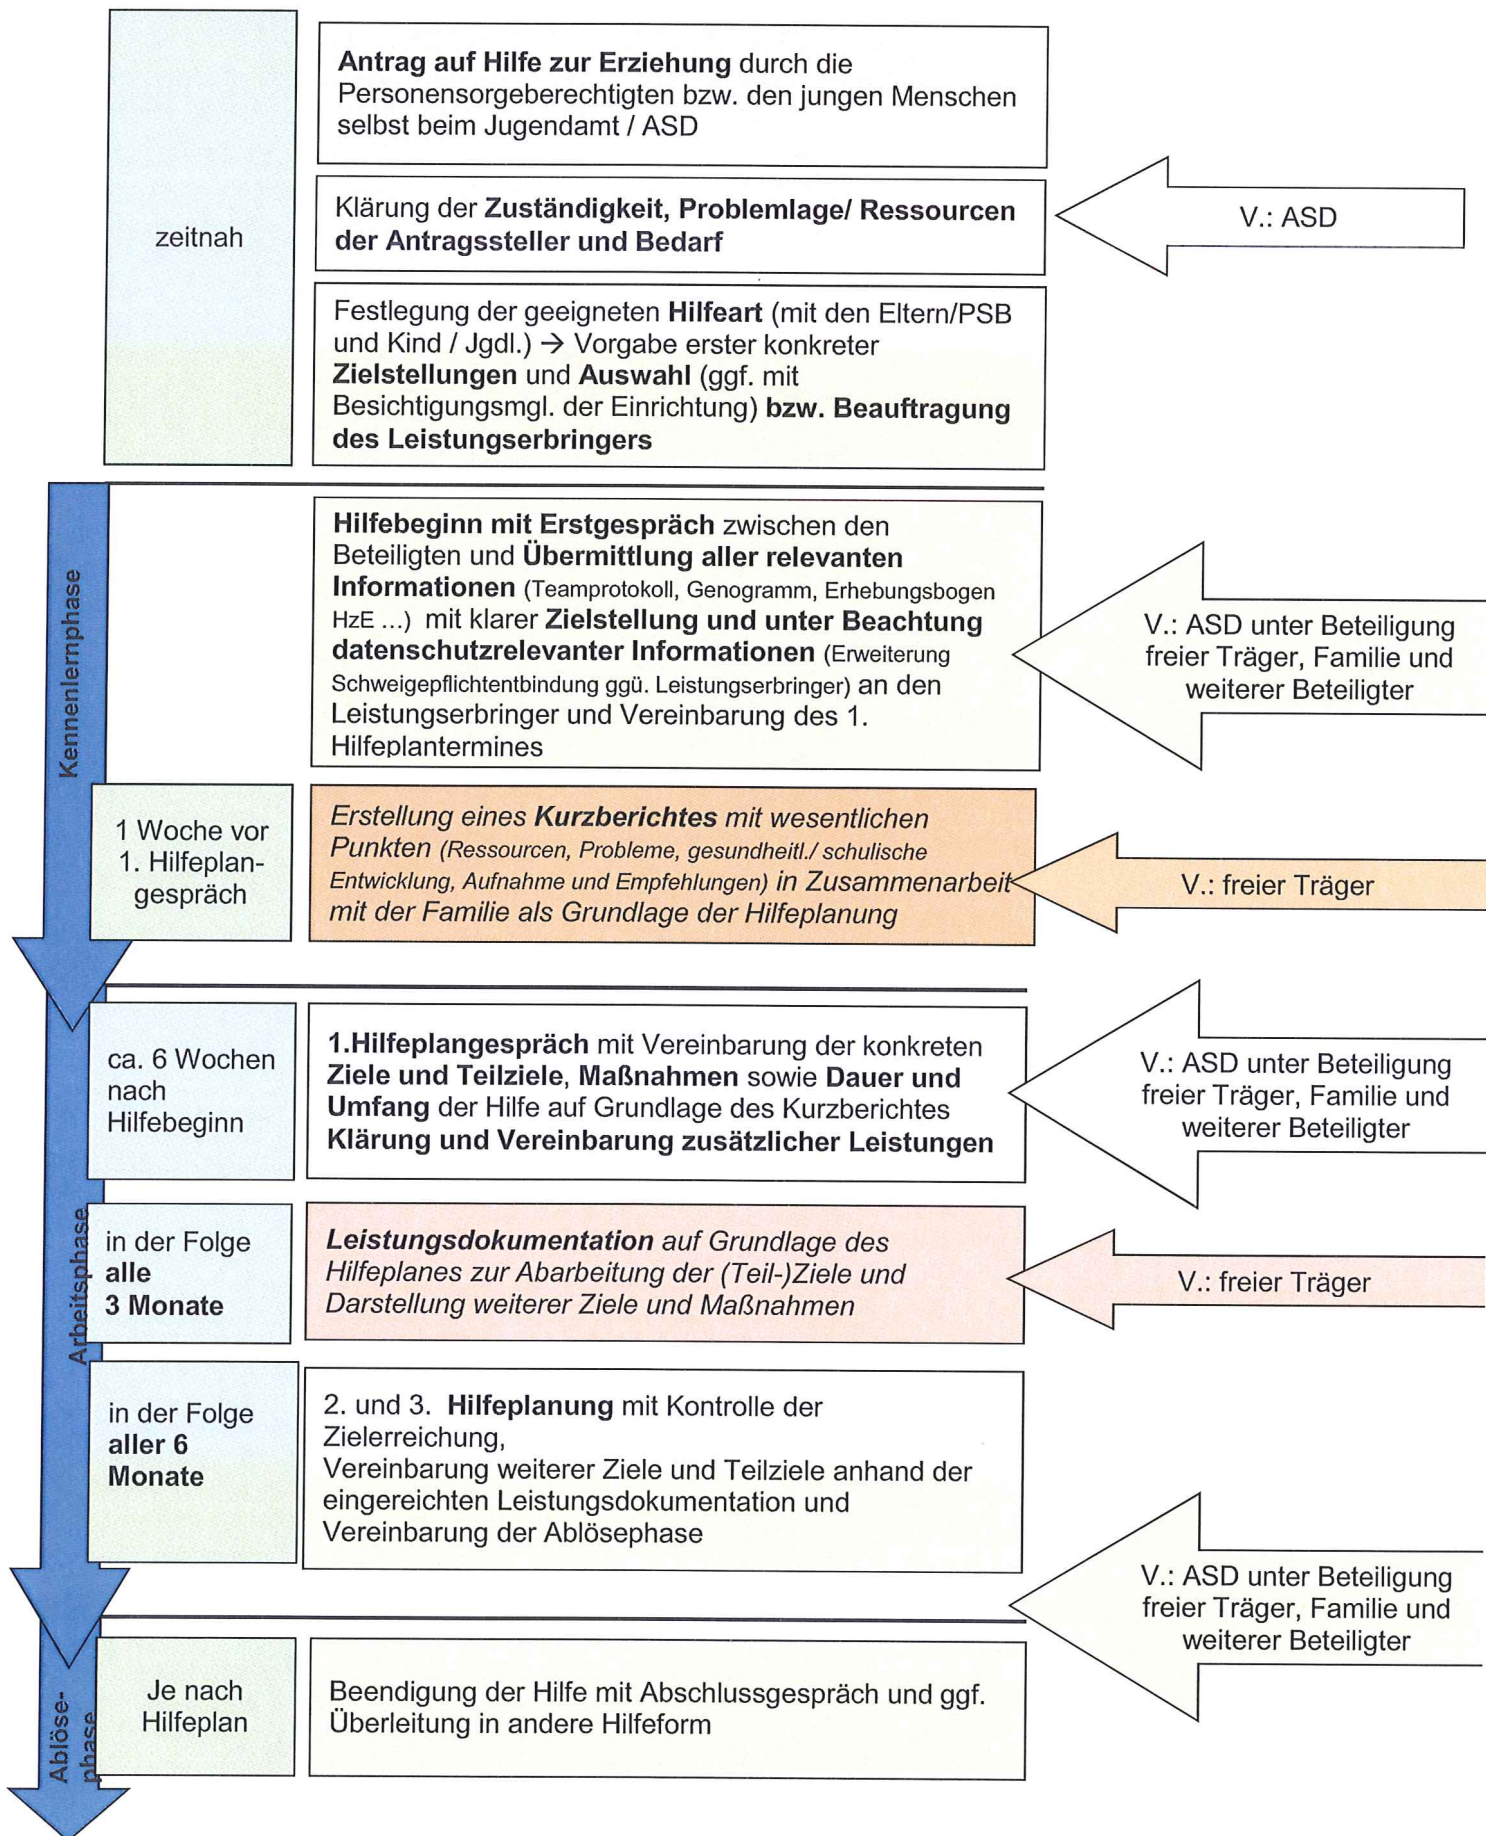 Antrag auf Hilfe zur Erziehung durch die
Personensorgeberechtigten bzw. den jungen Menschen
selbst beim Jugendamt / ASD
zeitnah
Klärung der Zuständigkeit, Problemlage/ Ressourcen
der Antragssteller und Bedarf
V.: ASD
Festlegung der geeigneten Hilfeart (mit den Eltern/PSB
und Kind / Jgdl.) → Vorgabe erster konkreter
Zielstellungen und Auswahl (ggf. mit
Besichtigungsmgl. der Einrichtung) bzw. Beauftragung
des Leistungserbringers
Kennenlernphase
Hilfebeginn mit Erstgespräch zwischen den
Beteiligten und Übermittlung aller relevanten
Informationen (Teamprotokoll, Genogramm, Erhebungsbogen
HzE ...) mit klarer Zielstellung und unter Beachtung
datenschutzrelevanter Informationen (Erweiterung
Schweigepflichtentbindung ggü. Leistungserbringer) an den
Leistungserbringer und Vereinbarung des 1.
Hilfeplantermines
V.: ASD unter Beteiligung
freier Träger, Familie und
weiterer Beteiligter
1 Woche vor
1. Hilfeplan-
gespräch
Erstellung eines Kurzberichtes mit wesentlichen
Punkten (Ressourcen, Probleme, gesundheitl./ schulische
Entwicklung, Aufnahme und Empfehlungen) in Zusammenarbeit
mit der Familie als Grundlage der Hilfeplanung
V.: freier Träger
Arbeitsphase
ca. 6 Wochen
nach
Hilfebeginn
1.Hilfeplangespräch mit Vereinbarung der konkreten
Ziele und Teilziele, Maßnahmen sowie Dauer und
Umfang der Hilfe auf Grundlage des Kurzberichtes
Klärung und Vereinbarung zusätzlicher Leistungen
V.: ASD unter Beteiligung
freier Träger, Familie und
weiterer Beteiligter
in der Folge
alle
3 Monate
Leistungsdokumentation auf Grundlage des
Hilfeplanes zur Abarbeitung der (Teil-)Ziele und
Darstellung weiterer Ziele und Maßnahmen
V.: freier Träger
in der Folge
aller 6
Monate
2. und 3. Hilfeplanung mit Kontrolle der
Zielerreichung,
Vereinbarung weiterer Ziele und Teilziele anhand der
eingereichten Leistungsdokumentation und
Vereinbarung der Ablösephase
V.: ASD unter Beteiligung
freier Träger, Familie und
weiterer Beteiligter
Ablöse-
phase
Je nach
Hilfeplan
Beendigung der Hilfe mit Abschlussgespräch und ggf.
Überleitung in andere Hilfeform